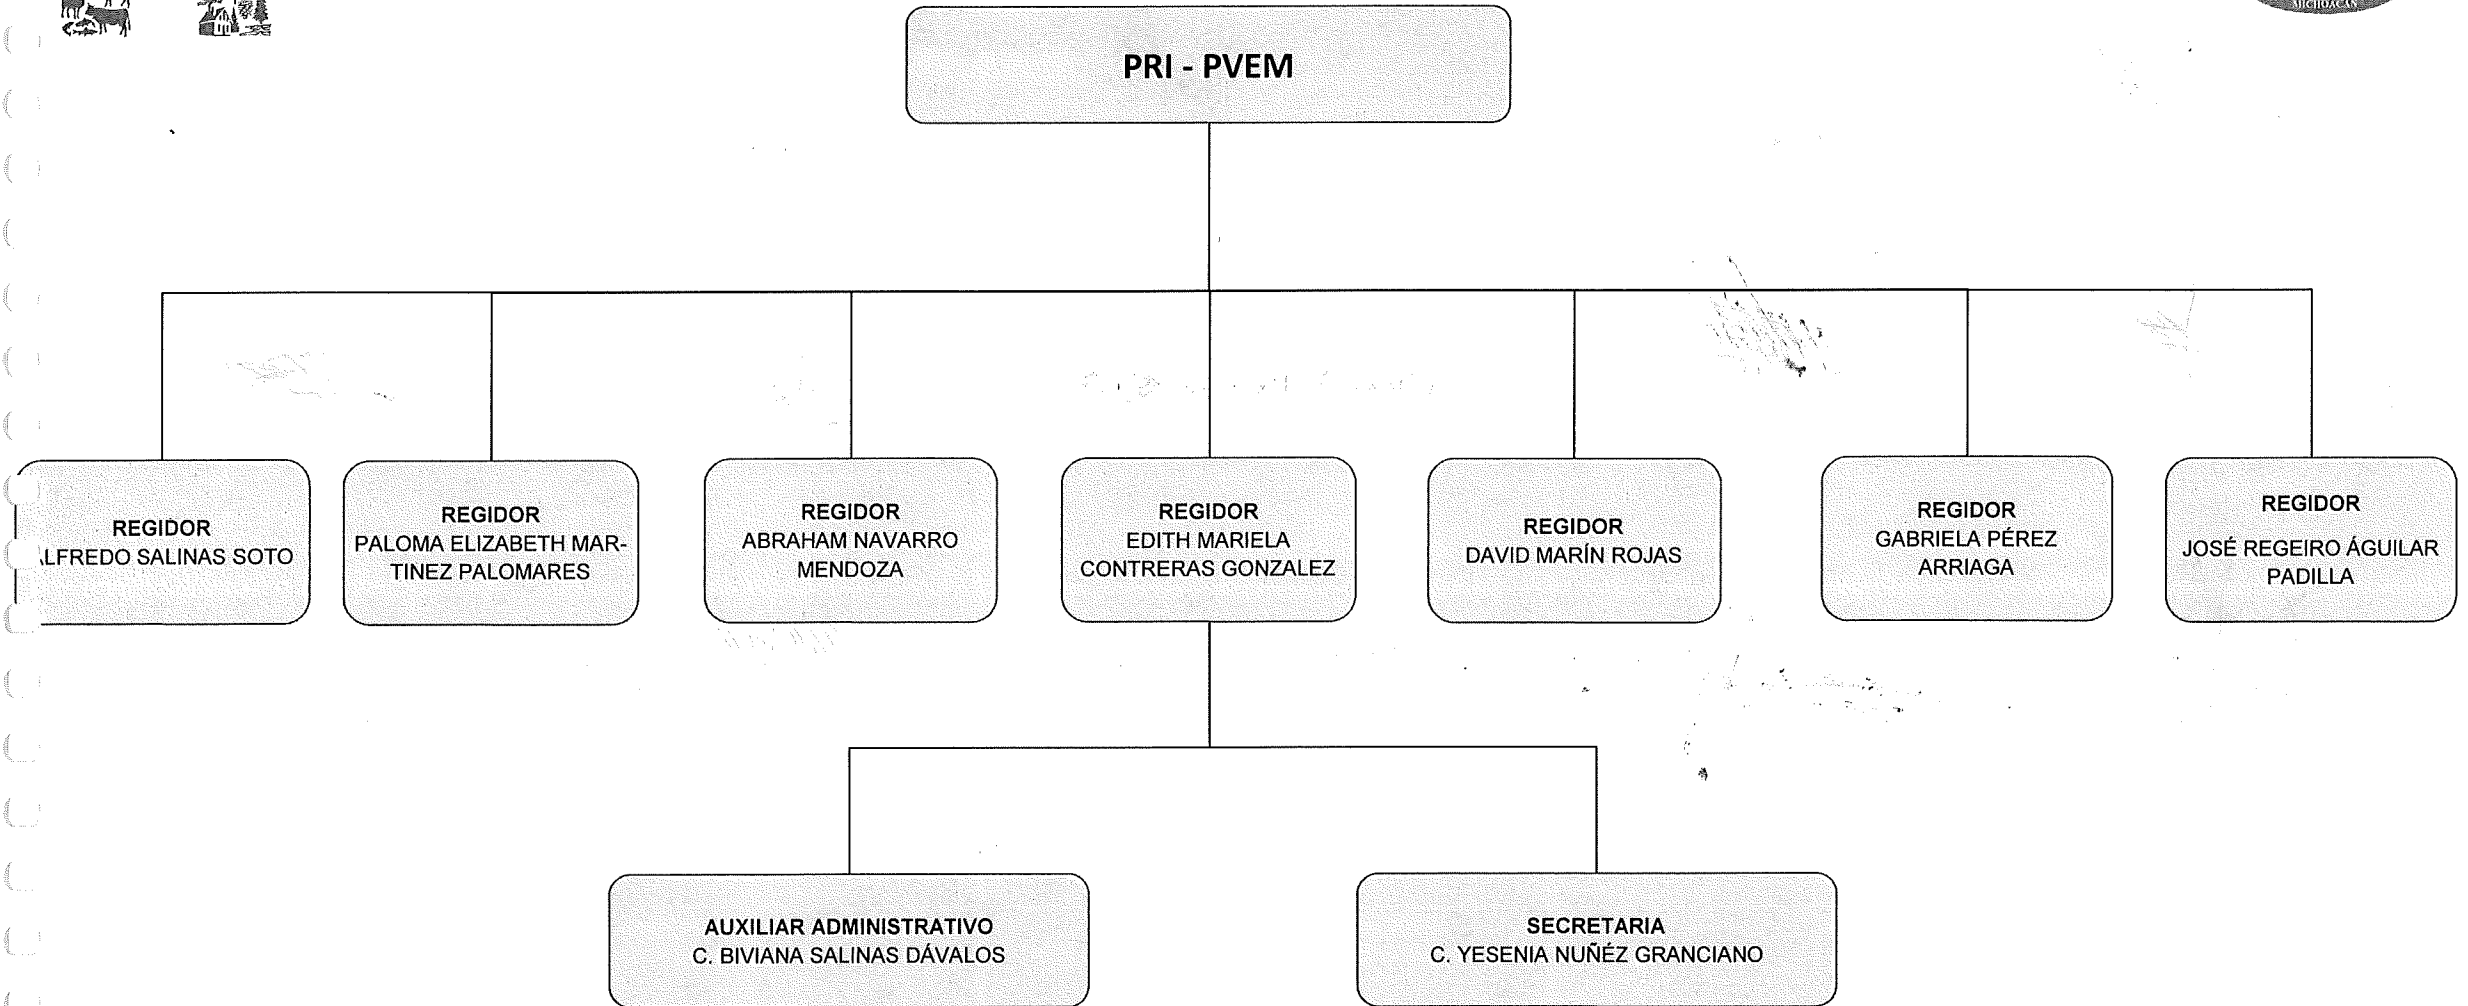 MICHOACÁN
PRI - PVEM
REGIDOR
ALFREDO SALINAS SOTO
REGIDOR
PALOMA ELIZABETH MAR-
TINEZ PALOMARES
REGIDOR
ABRAHAM NAVARRO
MENDOZA
REGIDOR
EDITH MARIELA
CONTRERAS GONZALEZ
REGIDOR
DAVID MARÍN ROJAS
REGIDOR
GABRIELA PÉREZ
ARRIAGA
REGIDOR
JOSÉ REGEIRO ÁGUILAR
PADILLA
AUXILIAR ADMINISTRATIVO
C. BIVIANA SALINAS DÁVALOS
SECRETARIA
C. YESENIA NUÑÉZ GRANCIANO